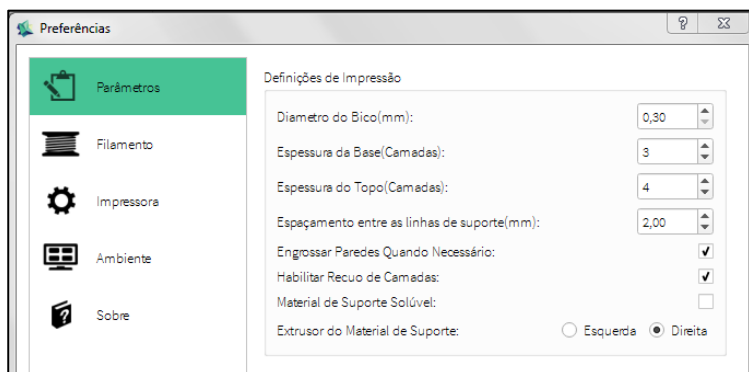 Preferências
Parâmetros
Filamento
Impressora
Ambiente
Sobre
Definições de Impressão
Diametro do Bico(mm): 0,30
Espessura da Base(Camadas): 3
Espessura do Topo(Camadas): 4
Espaçamento entre as linhas de suporte(mm): 2,00
Engrossar Paredes Quando Necessário:
Habilitar Recuo de Camadas:
Material de Suporte Solúvel:
Extrusor do Material de Suporte: Esquerda Direita